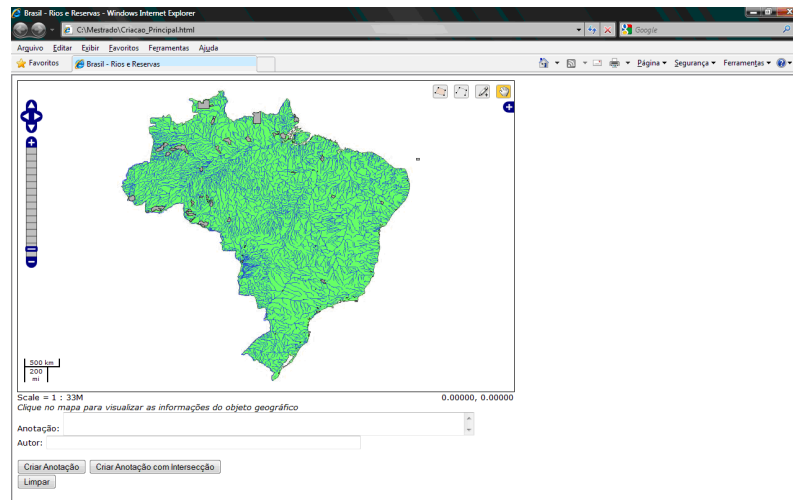 Brasil - Rios e Reservas - Windows Internet Explorer
C:\Mestrado\Criacao_Principal.html
Google
Arquivo Editar Exibir Favoritos Ferramentas Ajuda
Favoritos Brasil - Rios e Reservas Página Segurança Ferramentas
500 km
200
mi
Scale = 1 : 33M 0.00000, 0.00000
Clique no mapa para visualizar as informações do objeto geográfico
Anotação:
Autor:
Criar Anotação Criar Anotação com intersecção
Limpar